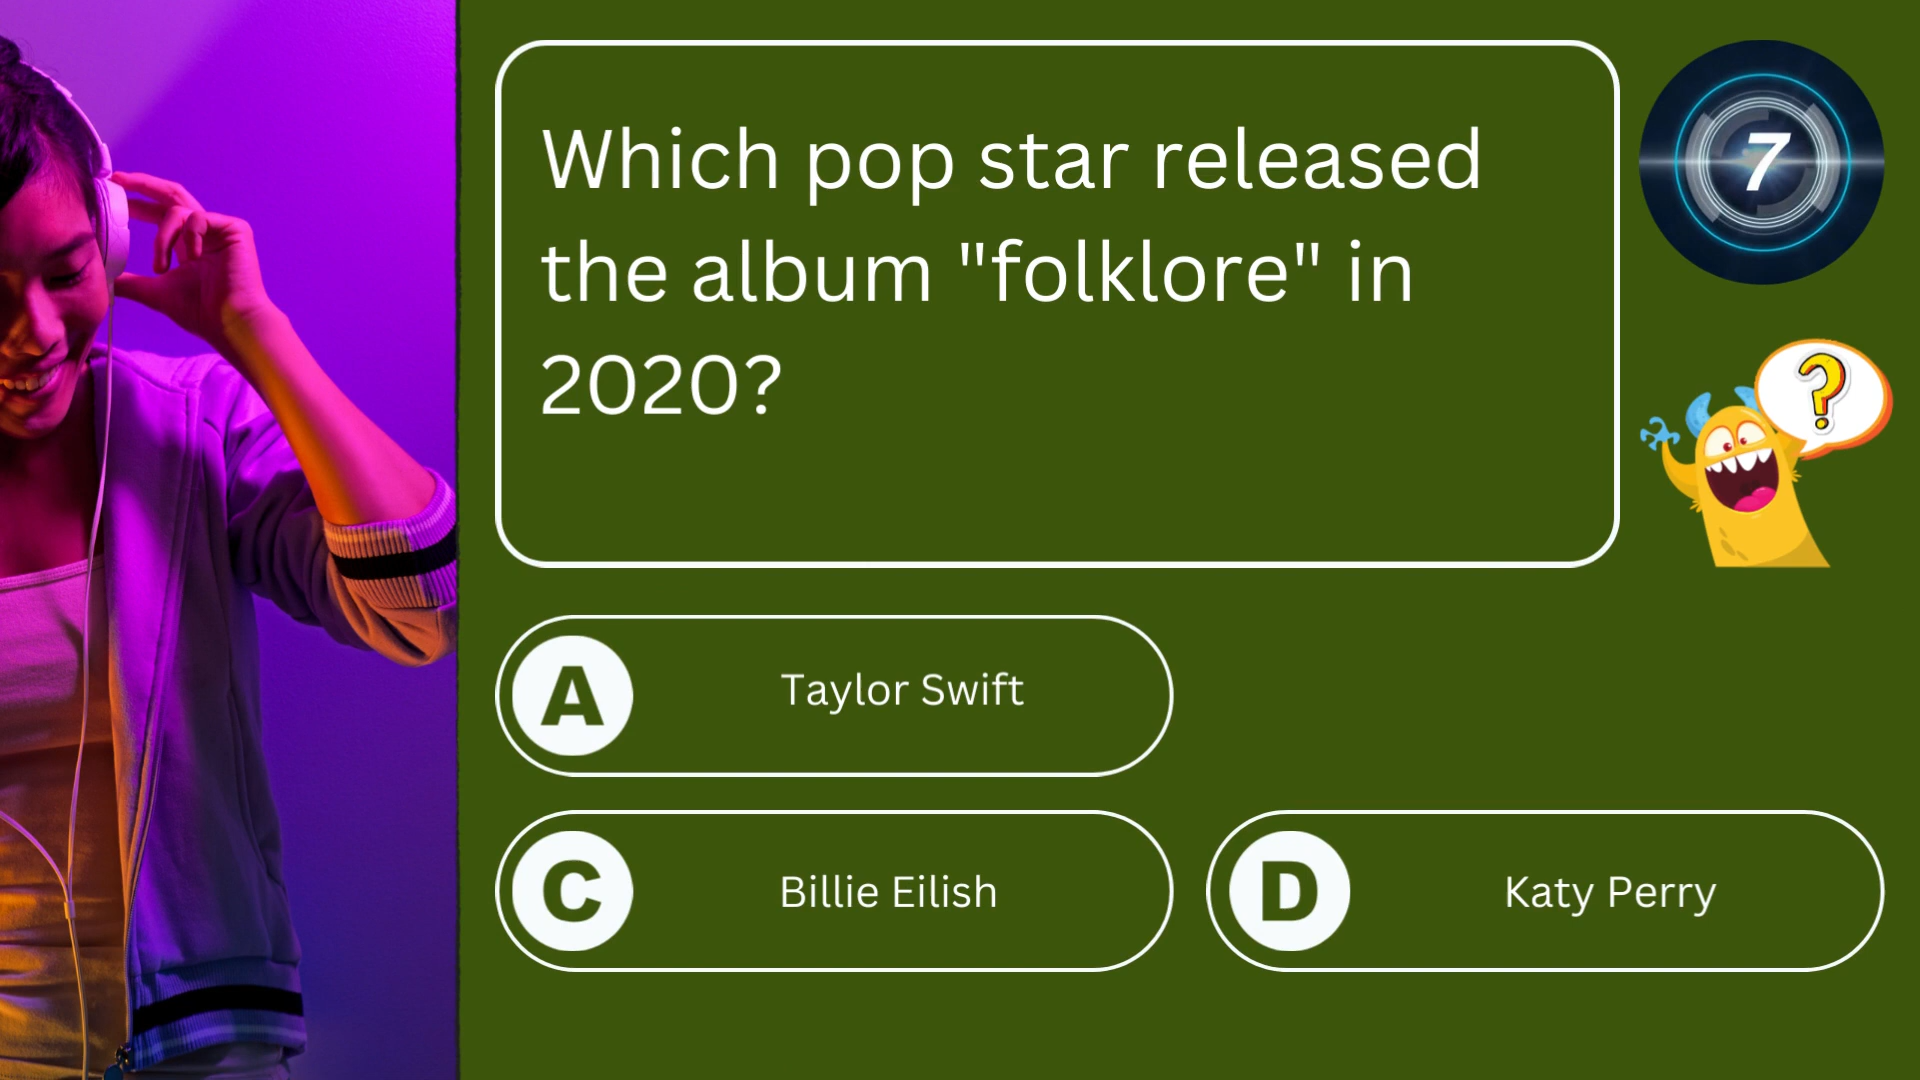 Which pop star released
the album "folklore" in
2020?
7
?
A
Taylor Swift
C
Billie Eilish
D
Katy Perry